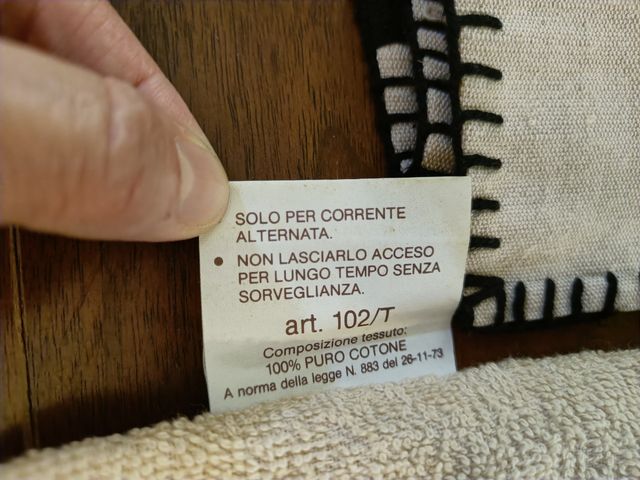 SOLO PER CORRENTE
ALTERNATA.
• NON LASCIARLO ACCESO
PER LUNGO TEMPO SENZA
SORVEGLIANZA.
art. 102/T
Composizione tessuto:
100% PURO COTONE
A norma della legge N. 883 del 26-11-73